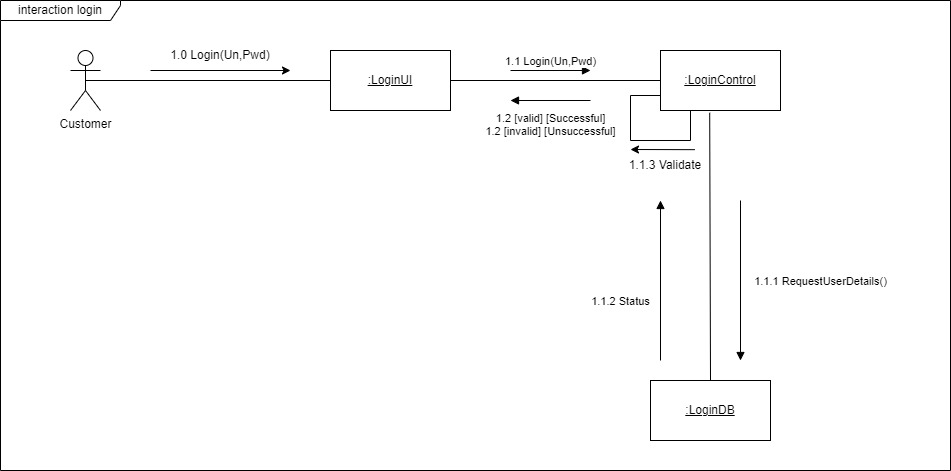 interaction login
1.0 Login(Un,Pwd)
1.1 Login(Un,Pwd)
:LoginUI
:LoginControl
Customer
1.2 [valid] [Successful]
1.2 [invalid] [Unsuccessful]
1.1.3 Validate
1.1.1 RequestUserDetails()
1.1.2 Status
:LoginDB